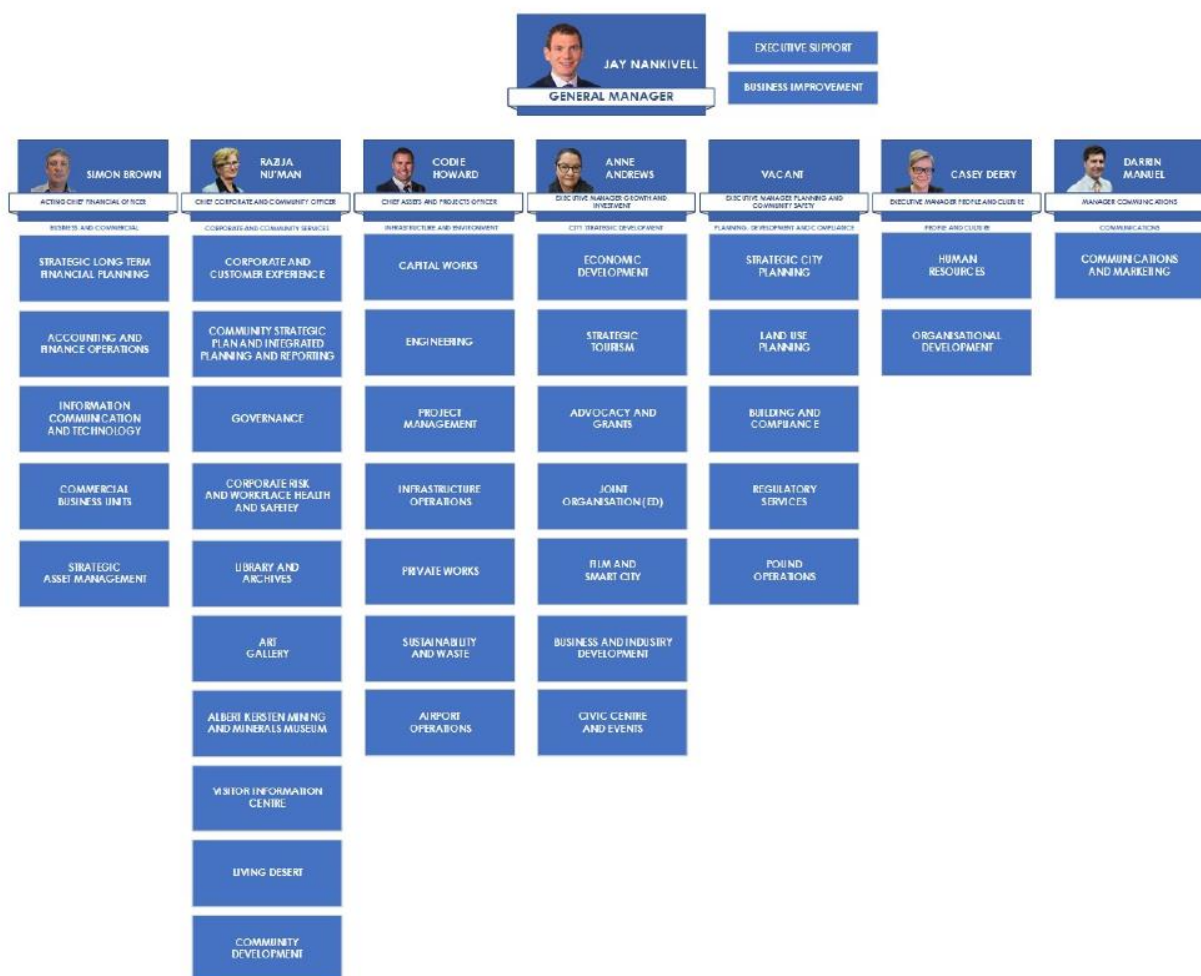 JAY NANKIVELL
GENERAL MANAGER
EXECUTIVE SUPPORT
BUSINESS IMPROVEMENT
SIMON BROWN
ACTING CHIEF FINANCIAL OFFICER
BUSINESS AND COMMERCIAL
STRATEGIC LONG TERM
FINANCIAL PLANNING
ACCOUNTING AND
FINANCE OPERATIONS
INFORMATION
COMMUNICATION
AND TECHNOLOGY
COMMERCIAL
BUSINESS UNITS
STRATEGIC
ASSET MANAGEMENT
RAZIJA
NU'MAN
CHIEF CORPORATE AND COMMUNITY OFFICER
CORPORATE AND COMMUNITY SERVICES
CORPORATE AND
CUSTOMER EXPERIENCE
COMMUNITY STRATEGIC
PLAN AND INTEGRATED
PLANNING AND REPORTING
GOVERNANCE
CORPORATE RISK
AND WORKPLACE HEALTH
AND SAFETEY
LIBRARY AND
ARCHIVES
ART
GALLERY
ALBERT KERSTEN MINING
AND MINERALS MUSEUM
VISITOR INFORMATION
CENTRE
LIVING DESERT
COMMUNITY
DEVELOPMENT
CODIE
HOWARD
CHIEF ASSETS AND PROJECTS OFFICER
INFRASTRUCTURE AND ENVIRONMENT
CAPITAL WORKS
ENGINEERING
PROJECT
MANAGEMENT
INFRASTRUCTURE
OPERATIONS
PRIVATE WORKS
SUSTAINABILITY
AND WASTE
AIRPORT
OPERATIONS
ANNE
ANDREWS
EXECUTIVE MANAGER GROWTH AND
INVESTMENT
CITY STRATEGIC DEVELOPMENT
ECONOMIC
DEVELOPMENT
STRATEGIC
TOURISM
ADVOCACY AND
GRANTS
JOINT
ORGANISATION (ED)
FILM AND
SMART CITY
BUSINESS AND INDUSTRY
DEVELOPMENT
CIVIC CENTRE
AND EVENTS
VACANT
EXECUTIVE MANAGER PLANNING AND
COMMUNITY SAFETY
PLANNING, DEVELOPMENT AND COMPLIANCE
STRATEGIC CITY
PLANNING
LAND USE
PLANNING
BUILDING AND
COMPLIANCE
REGULATORY
SERVICES
POUND
OPERATIONS
CASEY DEERY
EXECUTIVE MANAGER PEOPLE AND CULTURE
PEOPLE AND CULTURE
HUMAN
RESOURCES
ORGANISATIONAL
DEVELOPMENT
DARRIN
MANUEL
MANAGER COMMUNICATIONS
COMMUNICATIONS
COMMUNICATIONS
AND MARKETING